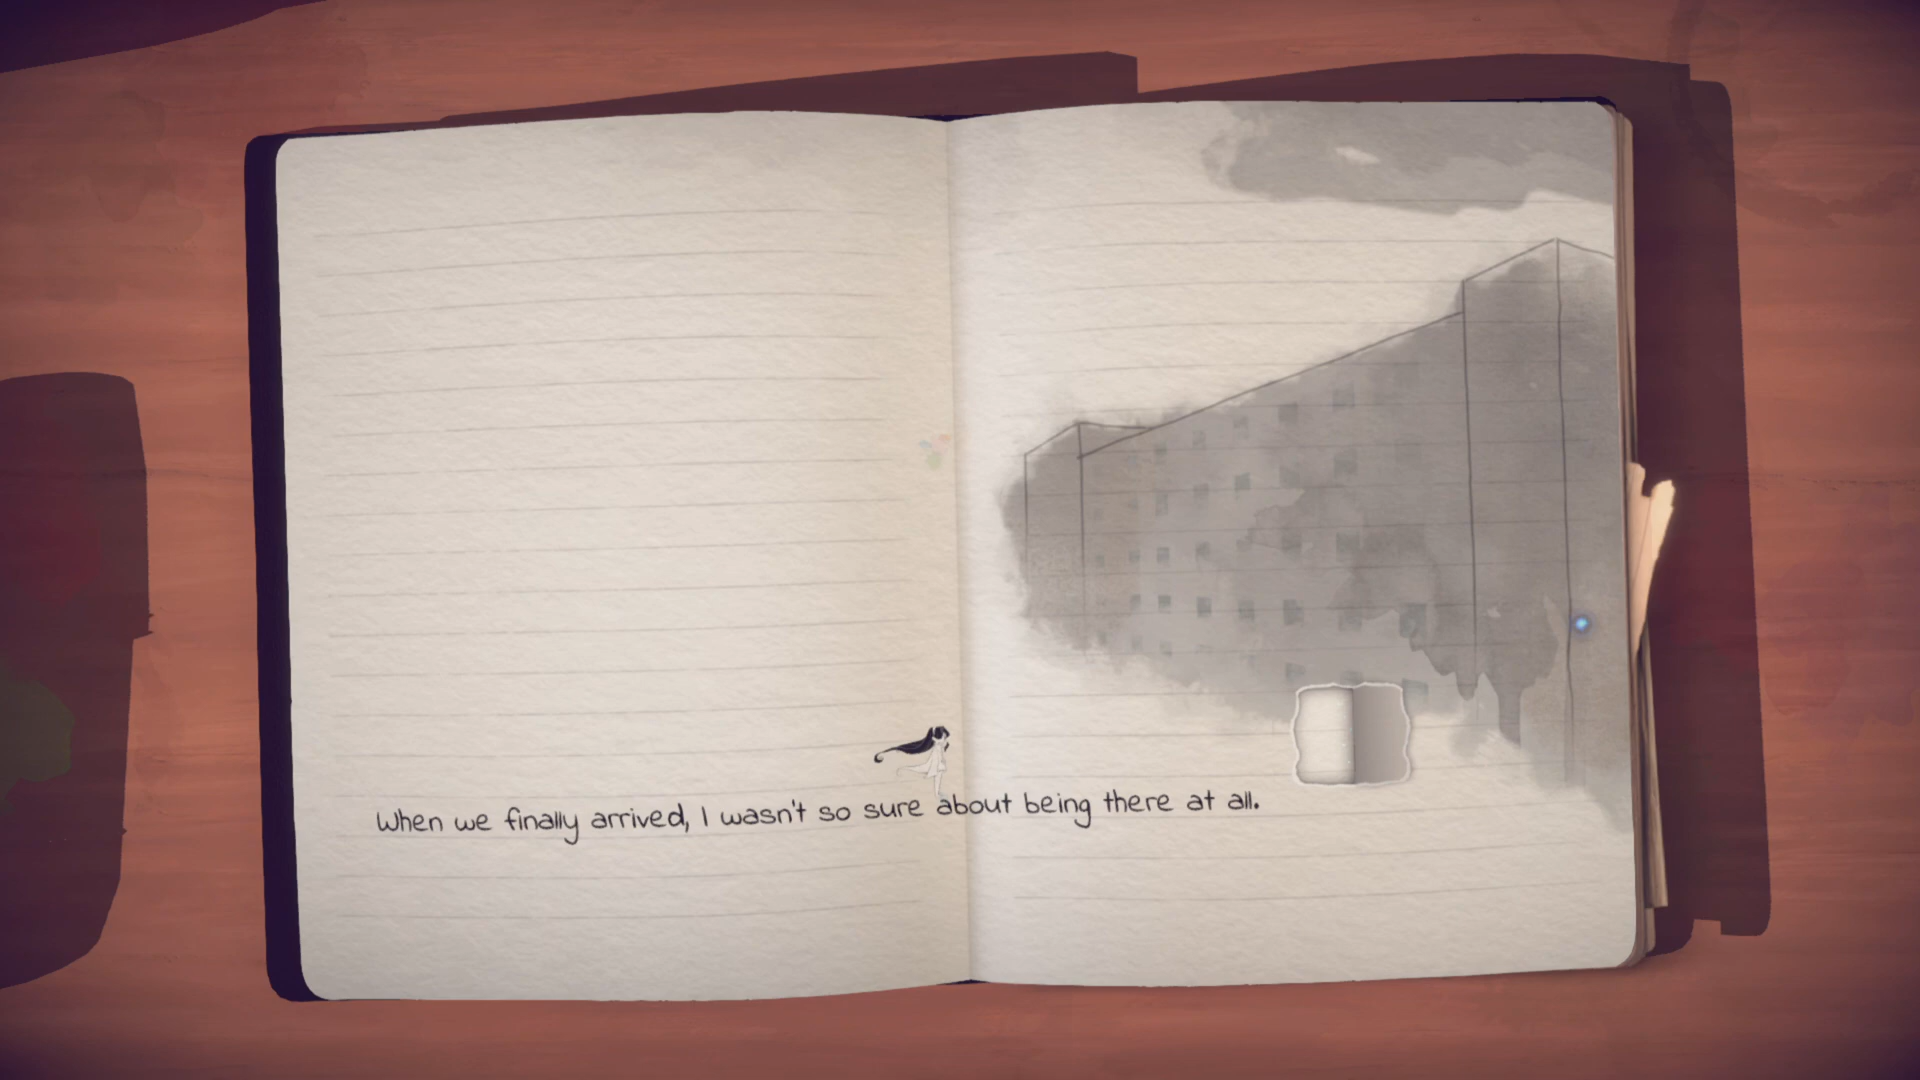 When we finally arrived, I wasn't so sure about being there at all.